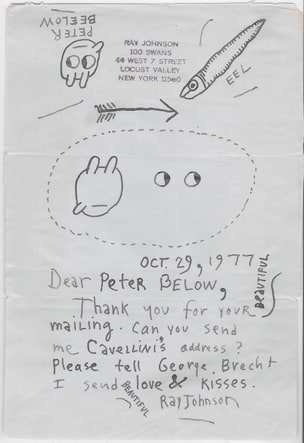 PETER
BEELOW
RAY JOHNSON
100 SWANS
44 WEST 7 STREET
LOCUST VALLEY
NEW YORK 11560
EEL
OCT. 29, 1977
Dear Peter BELOW,
BEAUTIFUL
Thank you for your
mailing. Can you send
me Cavellini's address?
Please tell George Brecht
I send love & kisses.
BEAUTIFUL
Ray Johnson